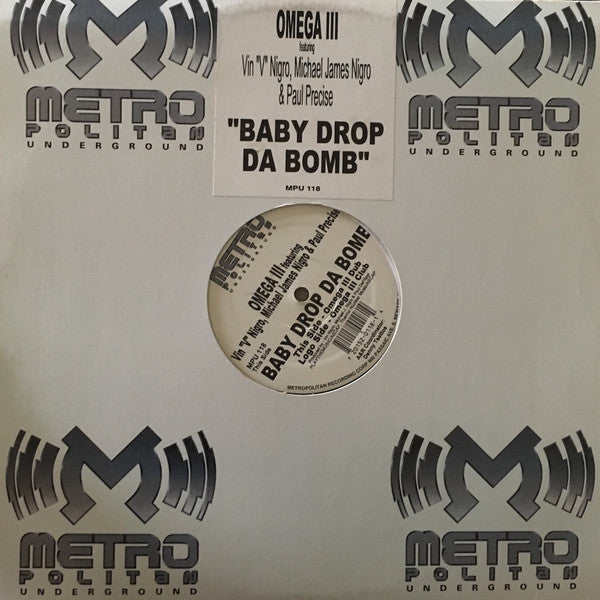 METRO
POLITAN
UNDERGROUND
OMEGA III
featuring
Vin "V" Nigro, Michael James Nigro
& Paul Precise
"BABY DROP
DA BOMB"
MPU 118
METRO
POLITAN
UNDERGROUND
METRO
POLITAN
UNDERGROUND
OMEGA III featuring
Vin "V" Nigro, Michael James Nigro & Paul Precise
MPU 118
This Side
BABY DROP DA BOMB
This Side - Omega III Dub
Logo Side - Omega III Club
A&R Coordinator:
METROPOLITAN RECORDING CORP.
METRO
POLITAN
UNDERGROUND
METRO
POLITAN
UNDERGROUND